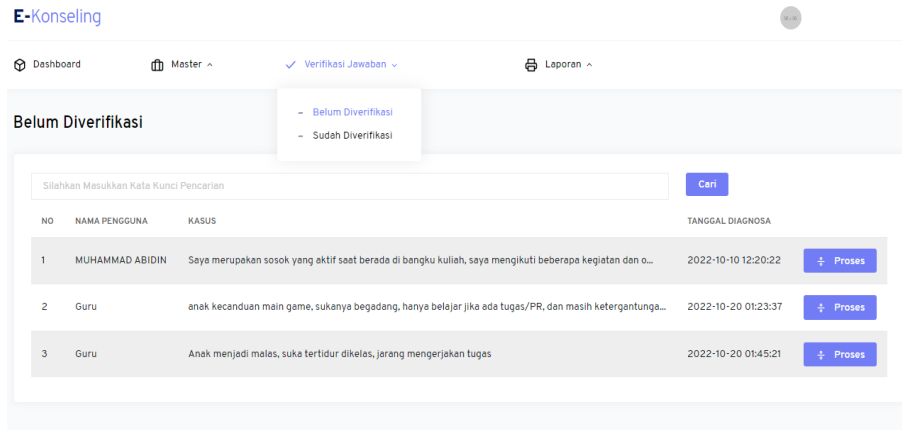 E-Konseling
Dashboard Master Verifikasi Jawaban Laporan
– Belum Diverifikasi
– Sudah Diverifikasi
Belum Diverifikasi
Silahkan Masukkan Kata Kunci Pencarian Cari
NO NAMA PENGGUNA KASUS TANGGAL DIAGNOSA
1 MUHAMMAD ABIDIN Saya merupakan sosok yang aktif saat berada di bangku kuliah, saya mengikuti beberapa kegiatan dan o... 2022-10-10 12:20:22 Proses
2 Guru anak kecanduan main game, sukanya begadang, hanya belajar jika ada tugas/PR, dan masih ketergantunga... 2022-10-20 01:23:37 Proses
3 Guru Anak menjadi malas, suka tertidur dikelas, jarang mengerjakan tugas 2022-10-20 01:45:21 Proses